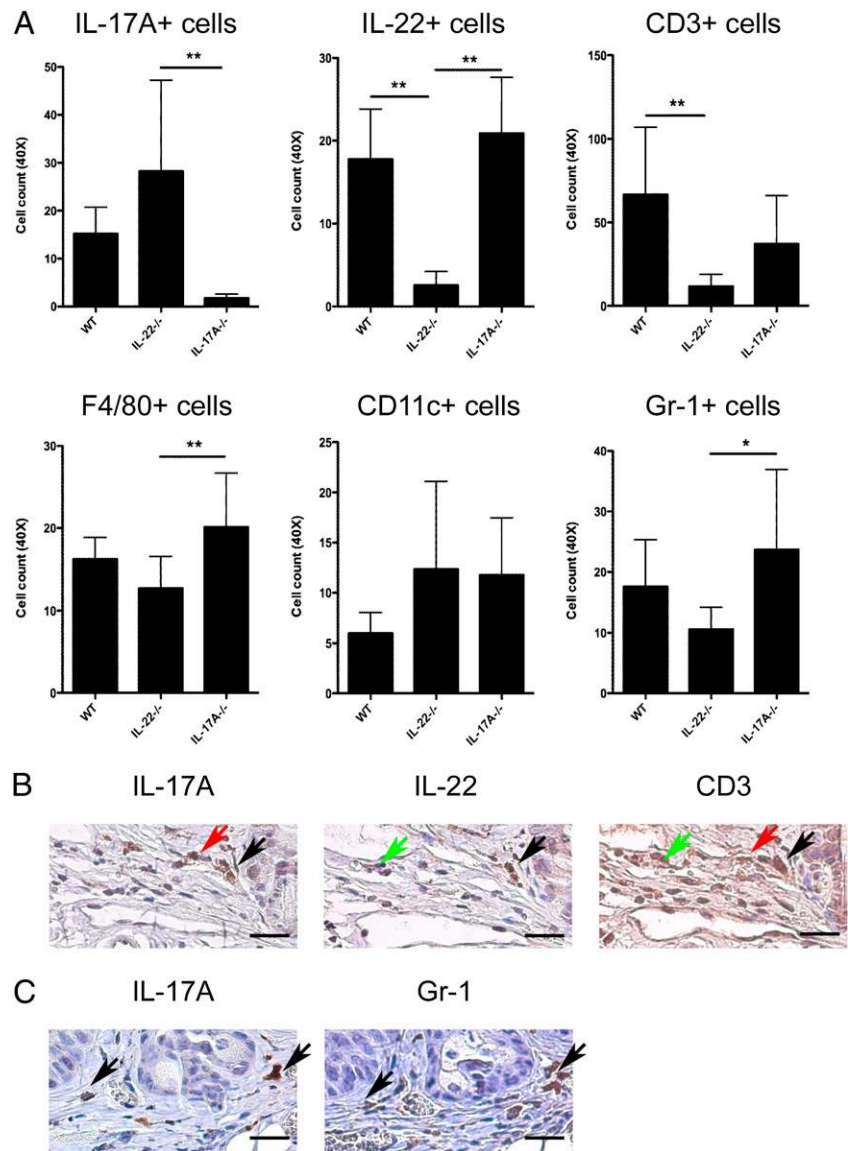 A
IL-17A+ cells
IL-22+ cells
CD3+ cells
Cell count (40X)
50
40
30
20
10
0
**
WT
IL-22-/-
IL-17A-/-
Cell count (40X)
30
20
10
0
**
**
WT
IL-22-/-
IL-17A-/-
Cell count (40X)
150
100
50
0
**
WT
IL-22-/-
IL-17A-/-
F4/80+ cells
CD11c+ cells
Gr-1+ cells
Cell count (40X)
30
20
10
0
**
WT
IL-22-/-
IL-17A-/-
Cell count (40X)
25
20
15
10
5
0
WT
IL-22-/-
IL-17A-/-
Cell count (40X)
40
30
20
10
0
*
WT
IL-22-/-
IL-17A-/-
B
IL-17A
IL-22
CD3
C
IL-17A
Gr-1